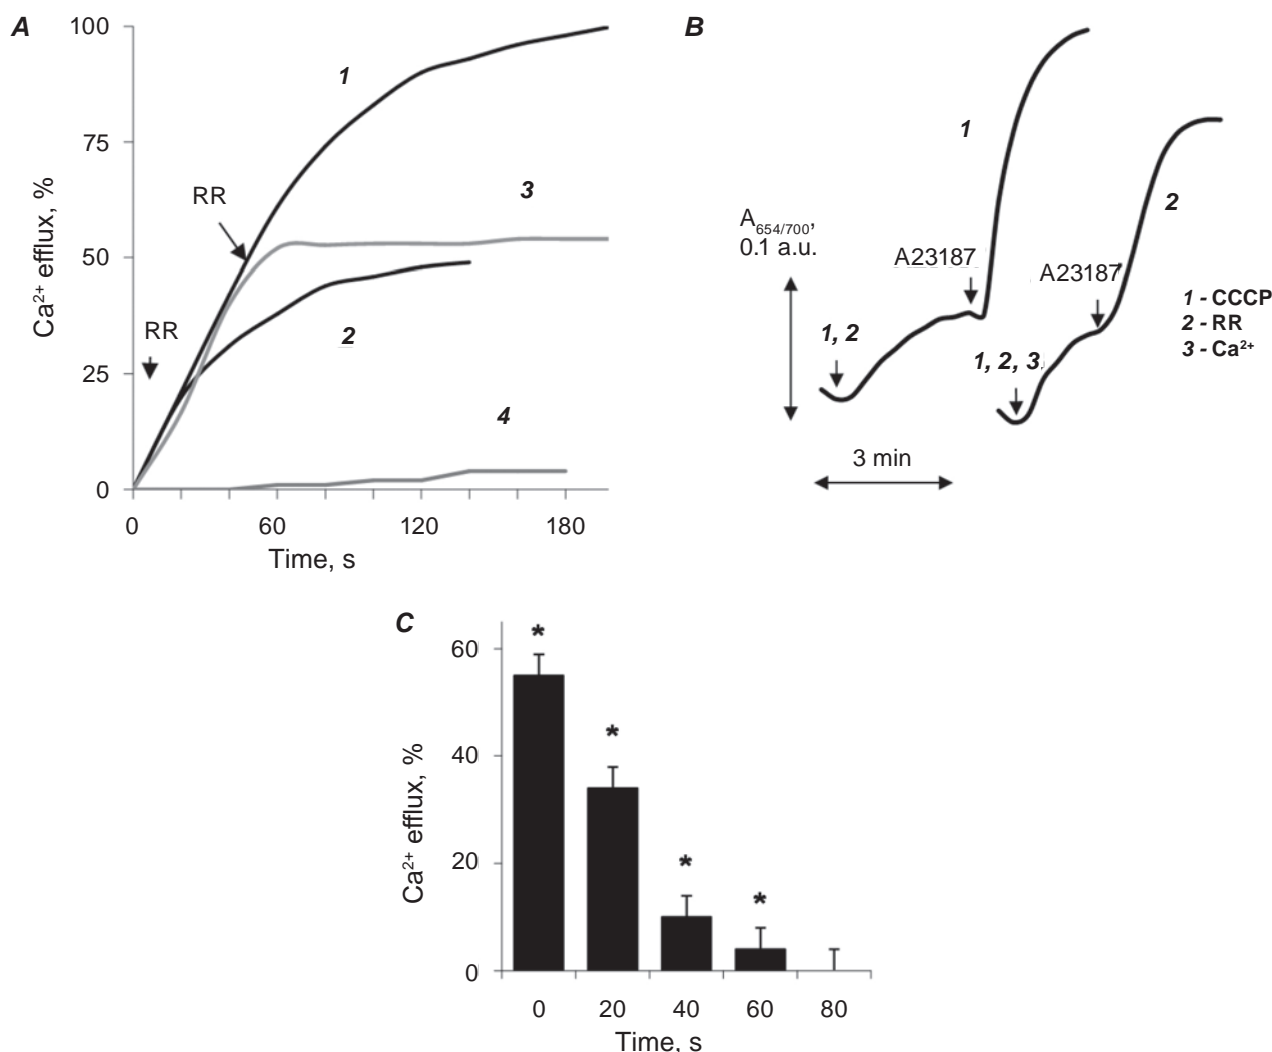 A
100
75
50
25
0
Ca²⁺ efflux, %
RR
RR
1
3
2
4
0 60 120 180
Time, s
B
A654/700,
0.1 a.u.
1
2
A23187
A23187
1, 2
1, 2, 3
3 min
1 - CCCP
2 - RR
3 - Ca²⁺
C
60
40
20
0
Ca²⁺ efflux, %
*
*
*
*
0 20 40 60 80
Time, s